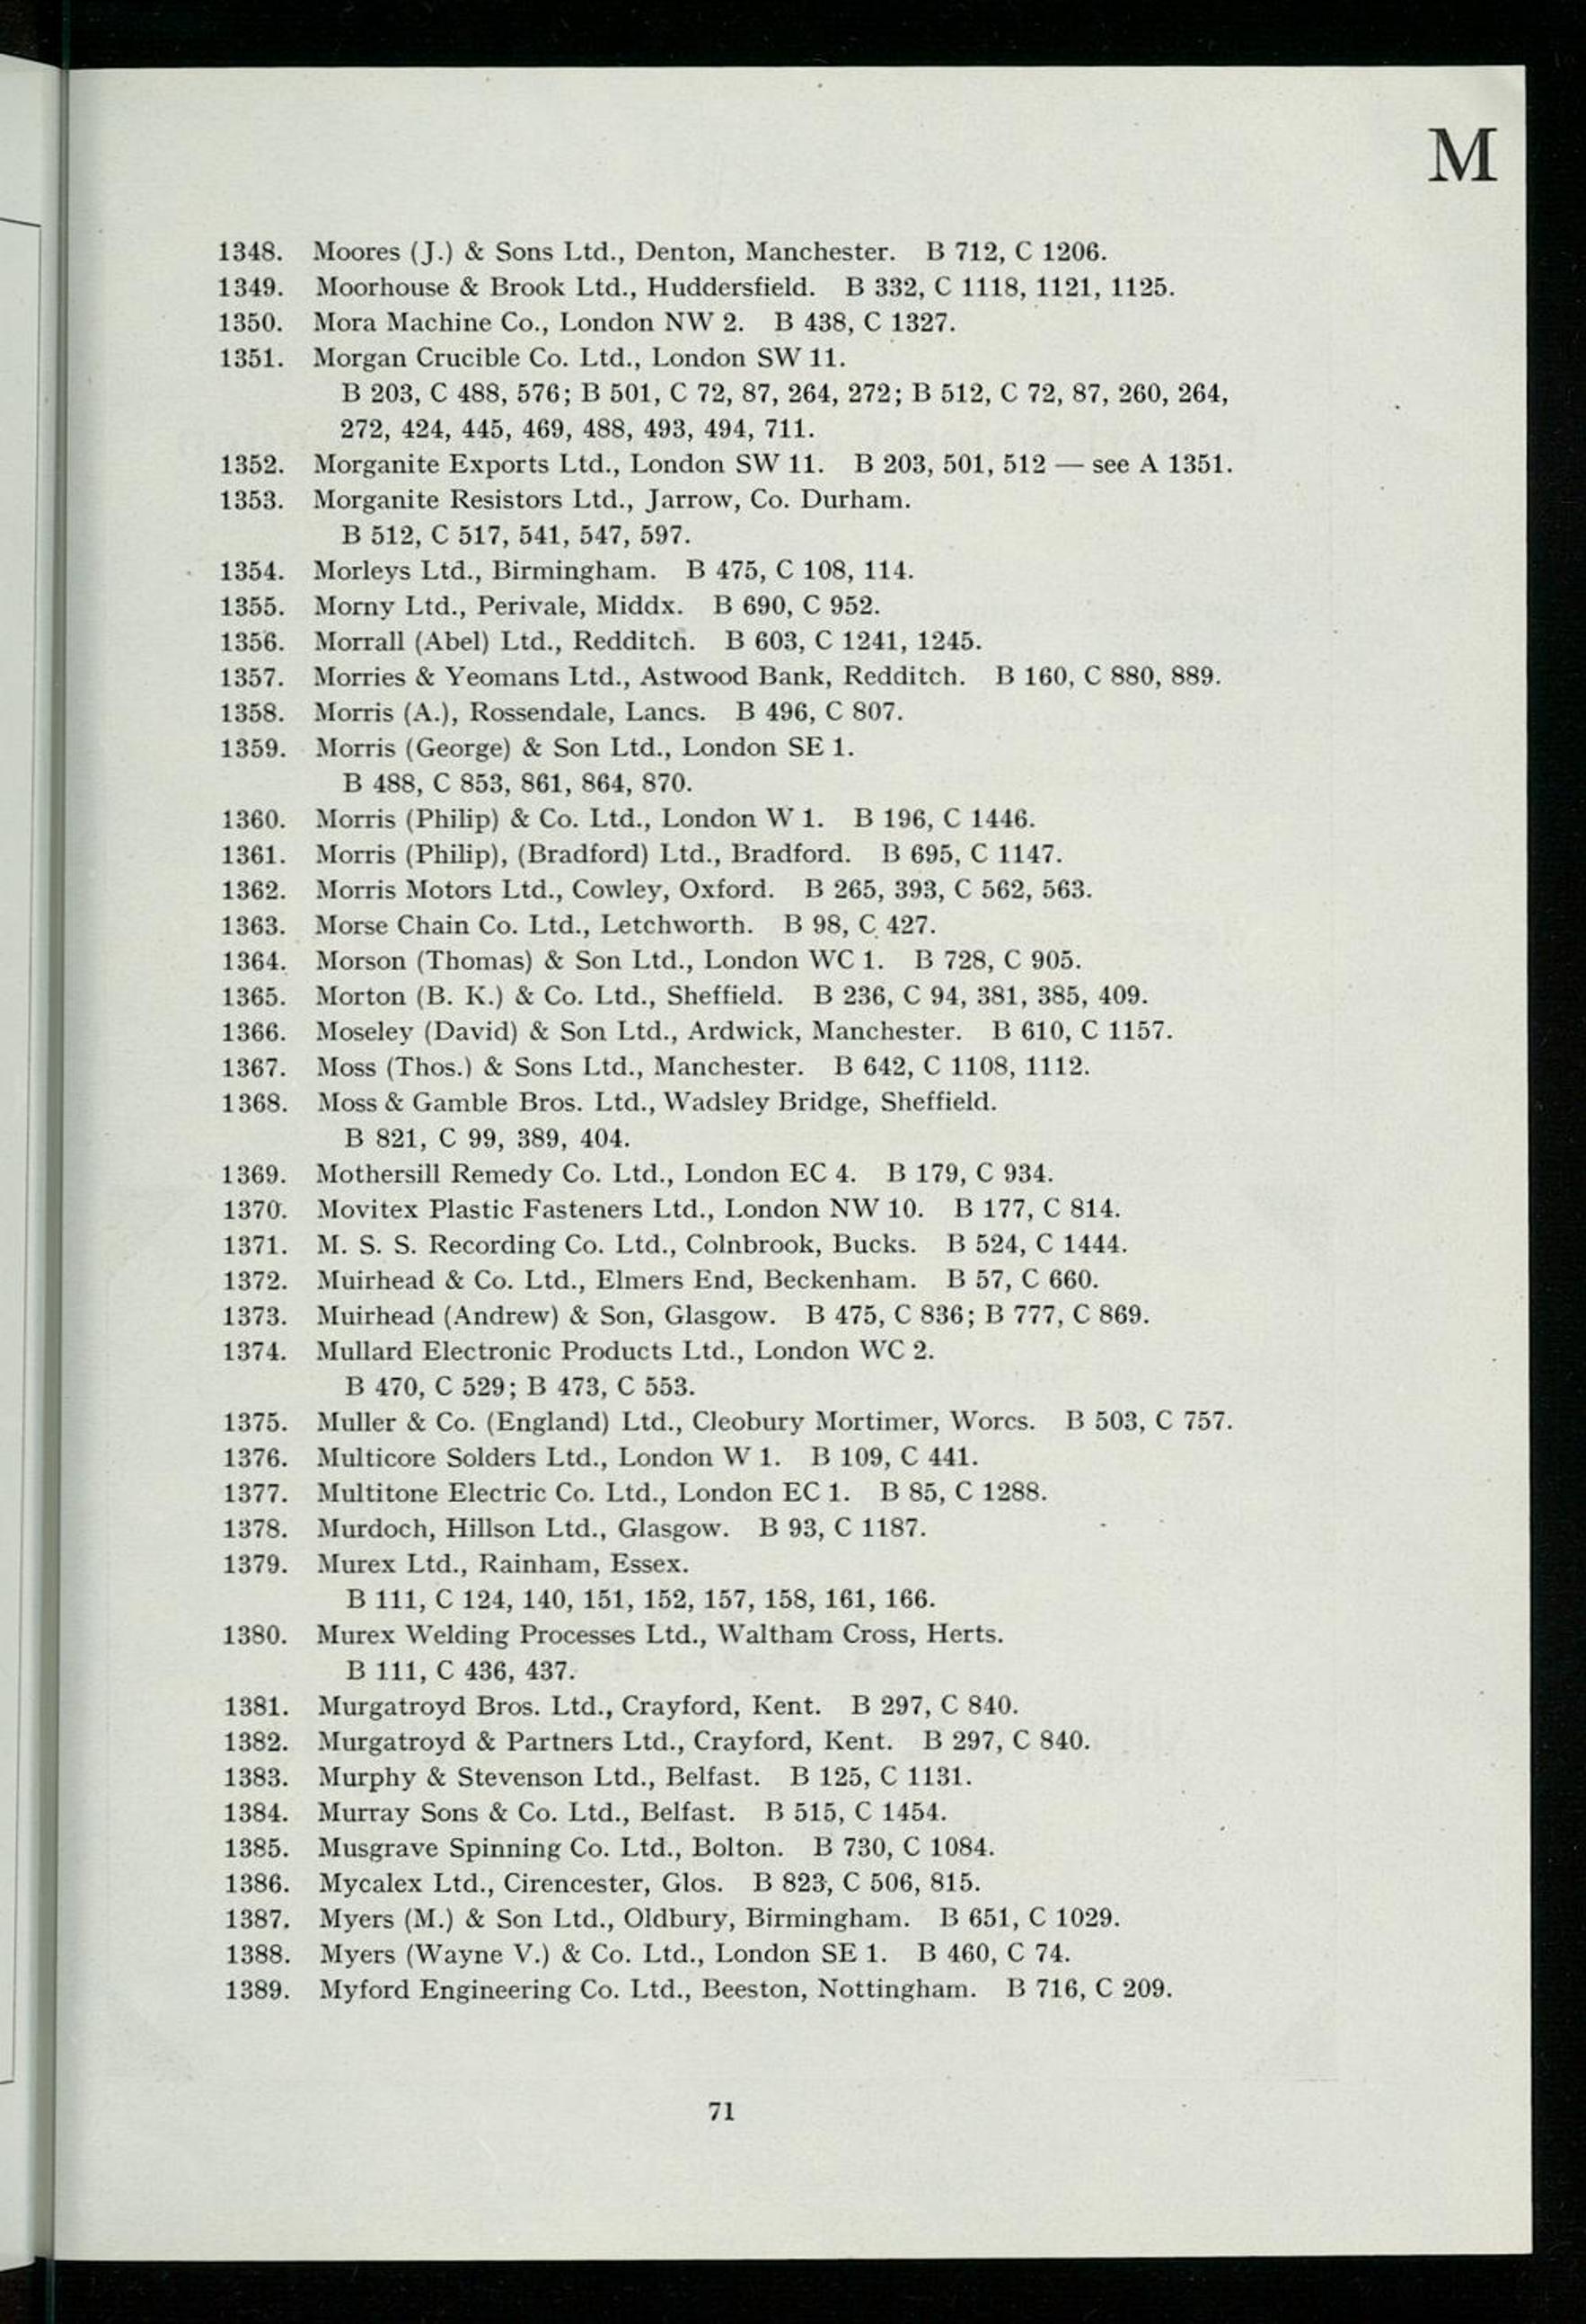 M
1348. Moores (J.) & Sons Ltd., Denton, Manchester. B 712, C 1206.
1349. Moorhouse & Brook Ltd., Huddersfield. B 332, C 1118, 1121, 1125.
1350. Mora Machine Co., London NW 2. B 438, C 1327.
1351. Morgan Crucible Co. Ltd., London SW 11.
B 203, C 488, 576; B 501, C 72, 87, 264, 272; B 512, C 72, 87, 260, 264,
272, 424, 445, 469, 488, 493, 494, 711.
1352. Morganite Exports Ltd., London SW 11. B 203, 501, 512 — see A 1351.
1353. Morganite Resistors Ltd., Jarrow, Co. Durham.
B 512, C 517, 541, 547, 597.
1354. Morleys Ltd., Birmingham. B 475, C 108, 114.
1355. Morny Ltd., Perivale, Middx. B 690, C 952.
1356. Morrall (Abel) Ltd., Redditch. B 603, C 1241, 1245.
1357. Morries & Yeomans Ltd., Astwood Bank, Redditch. B 160, C 880, 889.
1358. Morris (A.), Rossendale, Lancs. B 496, C 807.
1359. Morris (George) & Son Ltd., London SE 1.
B 488, C 853, 861, 864, 870.
1360. Morris (Philip) & Co. Ltd., London W 1. B 196, C 1446.
1361. Morris (Philip), (Bradford) Ltd., Bradford. B 695, C 1147.
1362. Morris Motors Ltd., Cowley, Oxford. B 265, 393, C 562, 563.
1363. Morse Chain Co. Ltd., Letchworth. B 98, C 427.
1364. Morson (Thomas) & Son Ltd., London WC 1. B 728, C 905.
1365. Morton (B. K.) & Co. Ltd., Sheffield. B 236, C 94, 381, 385, 409.
1366. Moseley (David) & Son Ltd., Ardwick, Manchester. B 610, C 1157.
1367. Moss (Thos.) & Sons Ltd., Manchester. B 642, C 1108, 1112.
1368. Moss & Gamble Bros. Ltd., Wadsley Bridge, Sheffield.
B 821, C 99, 389, 404.
1369. Mothersill Remedy Co. Ltd., London EC 4. B 179, C 934.
1370. Movitex Plastic Fasteners Ltd., London NW 10. B 177, C 814.
1371. M. S. S. Recording Co. Ltd., Colnbrook, Bucks. B 524, C 1444.
1372. Muirhead & Co. Ltd., Elmers End, Beckenham. B 57, C 660.
1373. Muirhead (Andrew) & Son, Glasgow. B 475, C 836; B 777, C 869.
1374. Mullard Electronic Products Ltd., London WC 2.
B 470, C 529; B 473, C 553.
1375. Muller & Co. (England) Ltd., Cleobury Mortimer, Worcs. B 503, C 757.
1376. Multicore Solders Ltd., London W 1. B 109, C 441.
1377. Multitone Electric Co. Ltd., London EC 1. B 85, C 1288.
1378. Murdoch, Hillson Ltd., Glasgow. B 93, C 1187.
1379. Murex Ltd., Rainham, Essex.
B 111, C 124, 140, 151, 152, 157, 158, 161, 166.
1380. Murex Welding Processes Ltd., Waltham Cross, Herts.
B 111, C 436, 437.
1381. Murgatroyd Bros. Ltd., Crayford, Kent. B 297, C 840.
1382. Murgatroyd & Partners Ltd., Crayford, Kent. B 297, C 840.
1383. Murphy & Stevenson Ltd., Belfast. B 125, C 1131.
1384. Murray Sons & Co. Ltd., Belfast. B 515, C 1454.
1385. Musgrave Spinning Co. Ltd., Bolton. B 730, C 1084.
1386. Mycalex Ltd., Cirencester, Glos. B 823, C 506, 815.
1387. Myers (M.) & Son Ltd., Oldbury, Birmingham. B 651, C 1029.
1388. Myers (Wayne V.) & Co. Ltd., London SE 1. B 460, C 74.
1389. Myford Engineering Co. Ltd., Beeston, Nottingham. B 716, C 209.
71